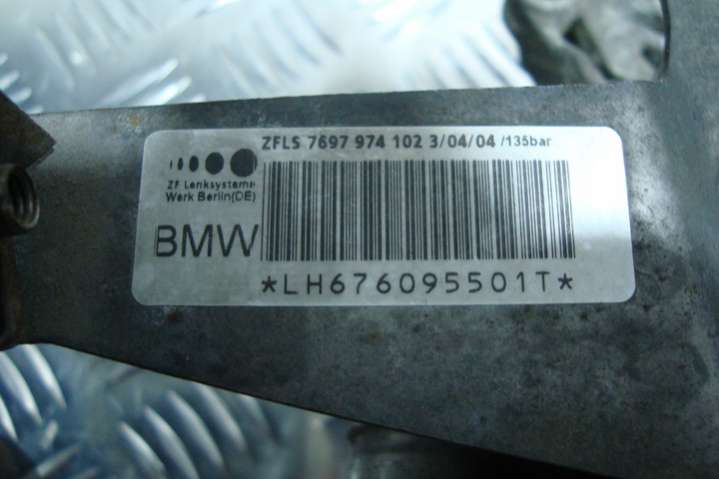 ZFLS 7697 974 102 3/04/04 /135bar
ZF Lenksysteme
Werk Berlin(DE)
BMW
*LH676095501T*